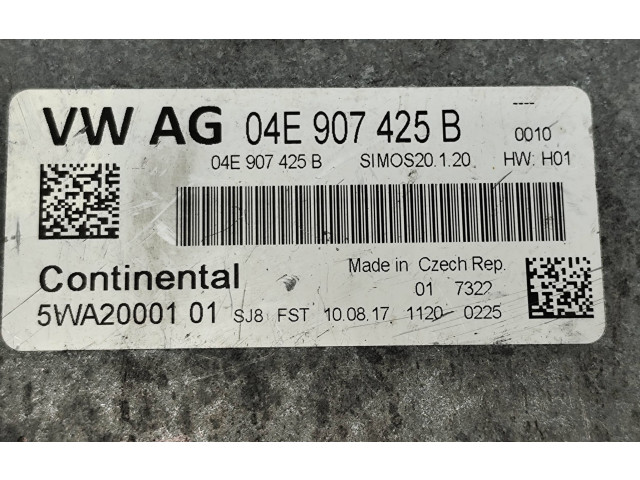 ----
VW AG 04E 907 425 B 0010
04E 907 425 B SIMOS20.1.20 HW: H01
Continental Made in Czech Rep.
01 7322
5WA20001 01 SJ8 FST 10.08.17 1120 0225